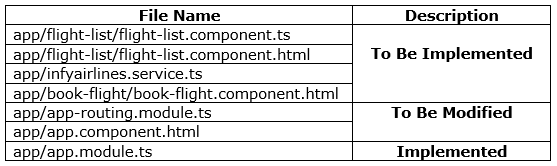 File Name Description
app/flight-list/flight-list.component.ts
app/flight-list/flight-list.component.html To Be Implemented
app/infyairlines.service.ts
app/book-flight/book-flight.component.html
app/app-routing.module.ts To Be Modified
app/app.component.html
app/app.module.ts Implemented